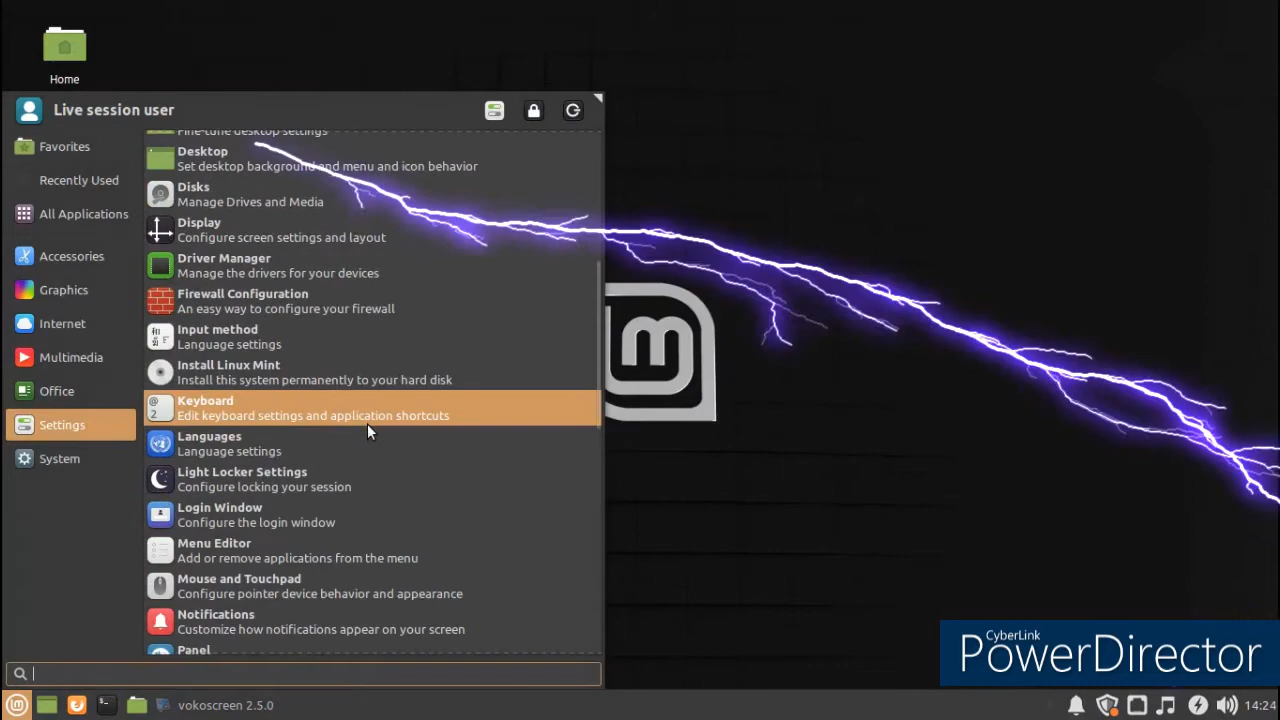 Home
Live session user
Favorites
Recently Used
All Applications
Accessories
Graphics
Internet
Multimedia
Office
Settings
System
Fine-tune desktop settings
Desktop
Set desktop background and menu and icon behavior
Disks
Manage Drives and Media
Display
Configure screen settings and layout
Driver Manager
Manage the drivers for your devices
Firewall Configuration
An easy way to configure your firewall
Input method
Language settings
Install Linux Mint
Install this system permanently to your hard disk
Keyboard
Edit keyboard settings and application shortcuts
Languages
Language settings
Light Locker Settings
Configure locking your session
Login Window
Configure the login window
Menu Editor
Add or remove applications from the menu
Mouse and Touchpad
Configure pointer device behavior and appearance
Notifications
Customize how notifications appear on your screen
Panel
CyberLink
PowerDirector
vokoscreen 2.5.0
14:24